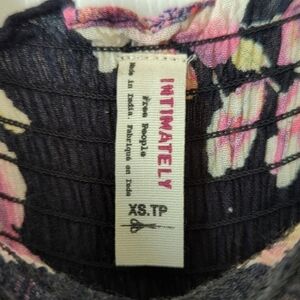 INTIMATELY
Free People
Made in India. Fabriqué en Inde
XS.TP